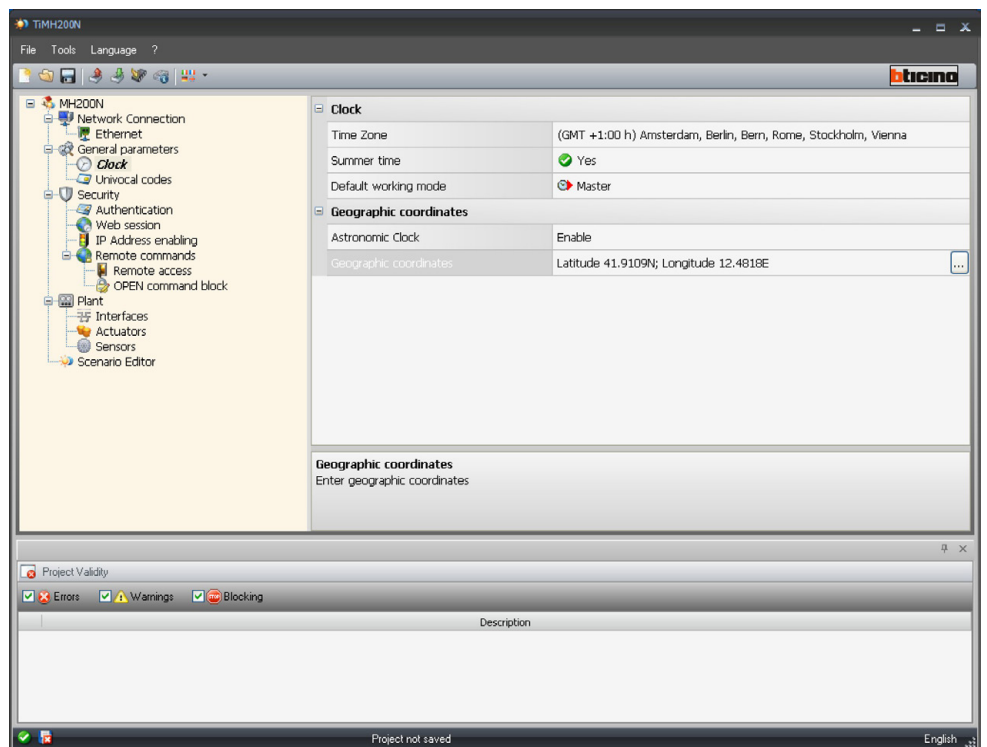 TiMH200N
File Tools Language ?
bticino
MH200N
Network Connection
Ethernet
General parameters
Clock
Univocal codes
Security
Authentication
Web session
IP Address enabling
Remote commands
Remote access
OPEN command block
Plant
Interfaces
Actuators
Sensors
Scenario Editor
Clock
Time Zone (GMT +1:00 h) Amsterdam, Berlin, Bern, Rome, Stockholm, Vienna
Summer time Yes
Default working mode Master
Geographic coordinates
Astronomic Clock Enable
Geographic coordinates Latitude 41.9109N; Longitude 12.4818E ...
Geographic coordinates
Enter geographic coordinates
Project Validity
Errors Warnings STOP Blocking
Description
Project not saved English